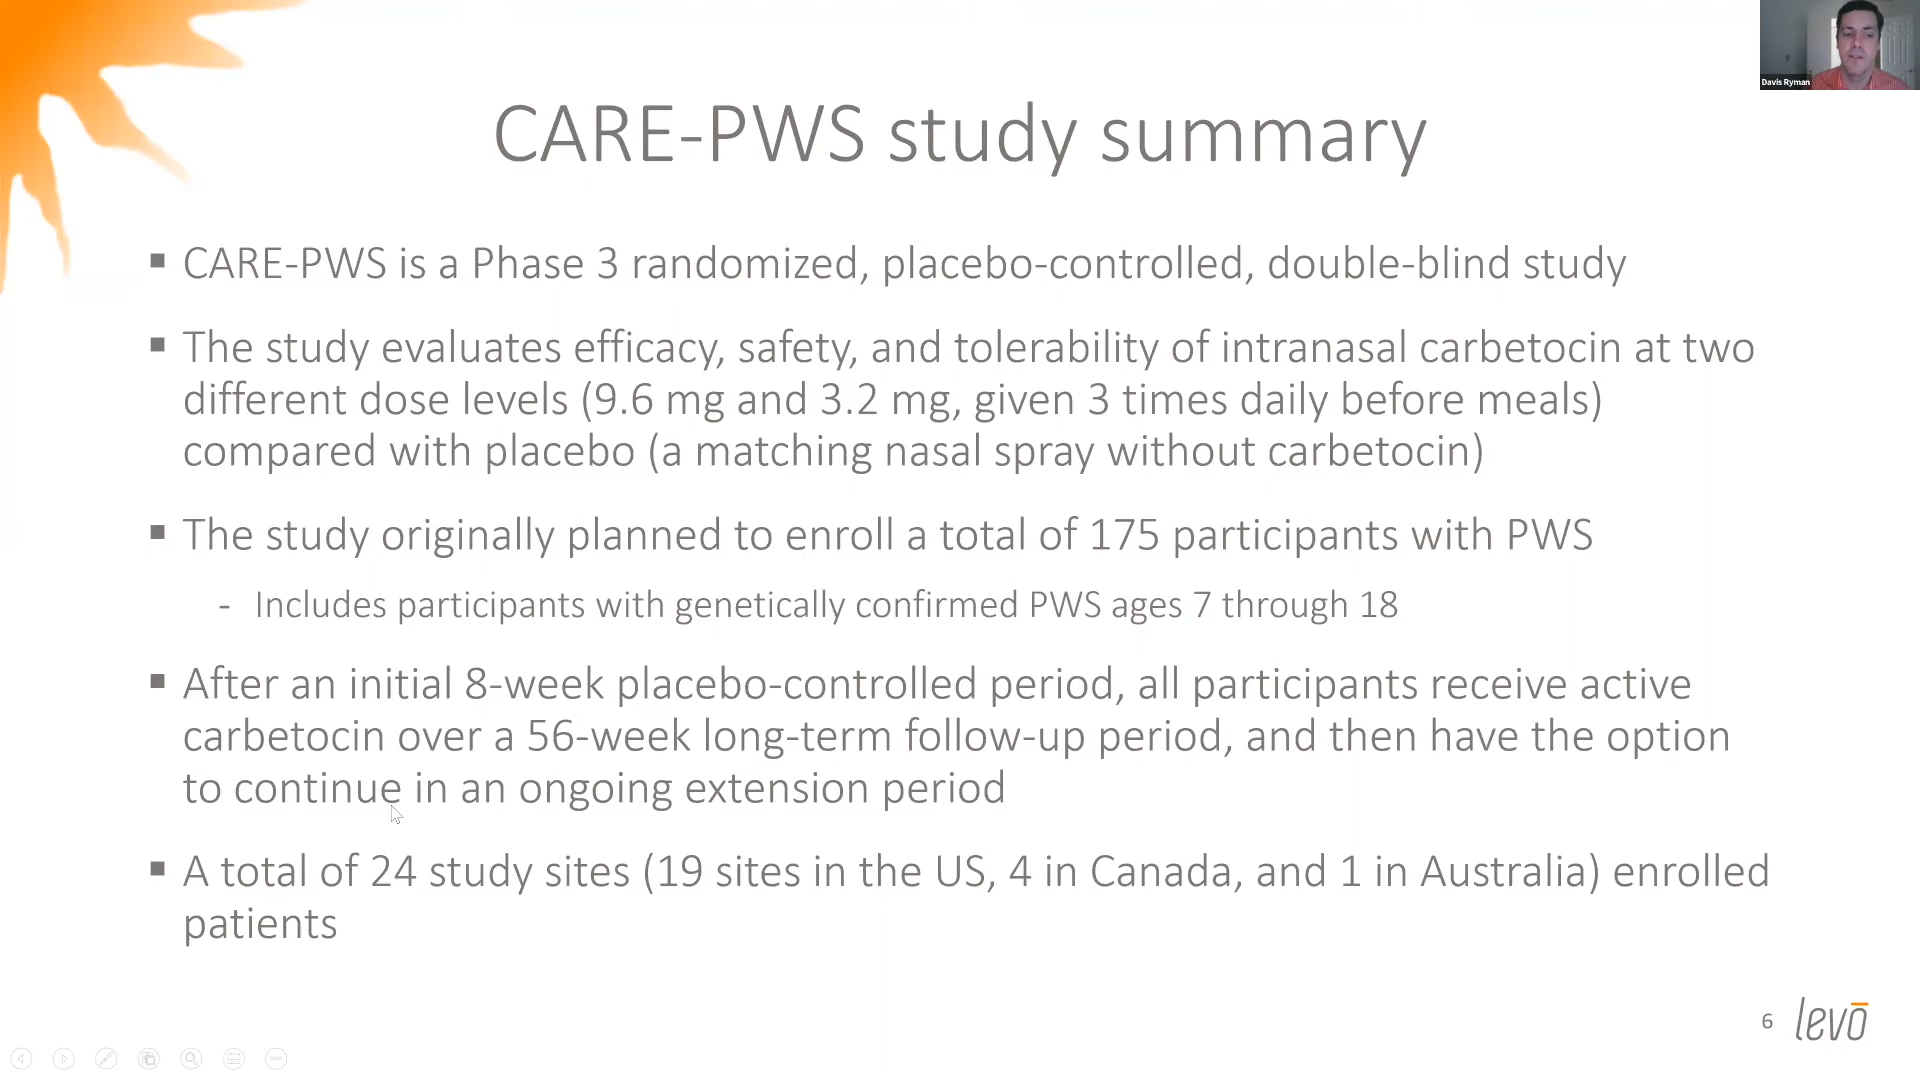 Davis Ryman
CARE-PWS study summary
▪ CARE-PWS is a Phase 3 randomized, placebo-controlled, double-blind study
▪ The study evaluates efficacy, safety, and tolerability of intranasal carbetocin at two
different dose levels (9.6 mg and 3.2 mg, given 3 times daily before meals)
compared with placebo (a matching nasal spray without carbetocin)
▪ The study originally planned to enroll a total of 175 participants with PWS
- Includes participants with genetically confirmed PWS ages 7 through 18
▪ After an initial 8-week placebo-controlled period, all participants receive active
carbetocin over a 56-week long-term follow-up period, and then have the option
to continue in an ongoing extension period
▪ A total of 24 study sites (19 sites in the US, 4 in Canada, and 1 in Australia) enrolled
patients
6 levō